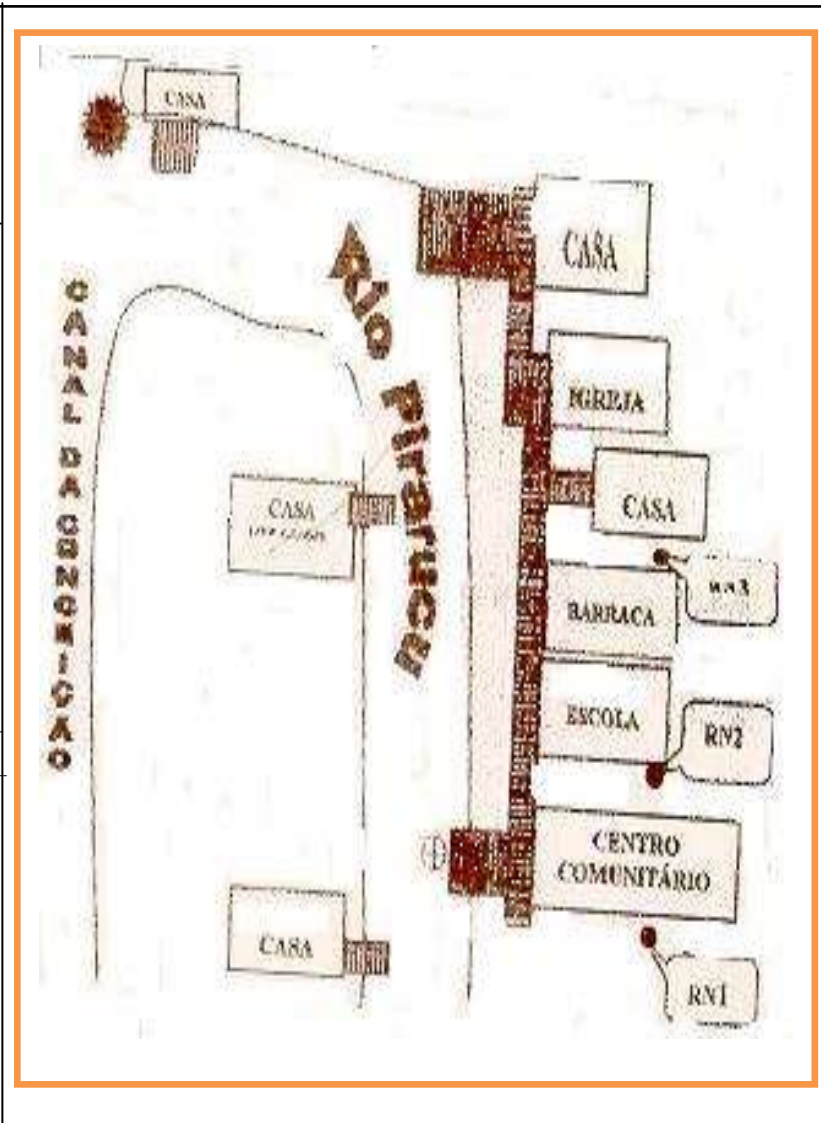 CASA
CASA
RIO PIRARUCU
CANAL DA CONCEIÇÃO
IGREJA
CASA
CASA
BARRACA
ESCOLA
RN2
CENTRO
COMUNITÁRIO
CASA
RN1